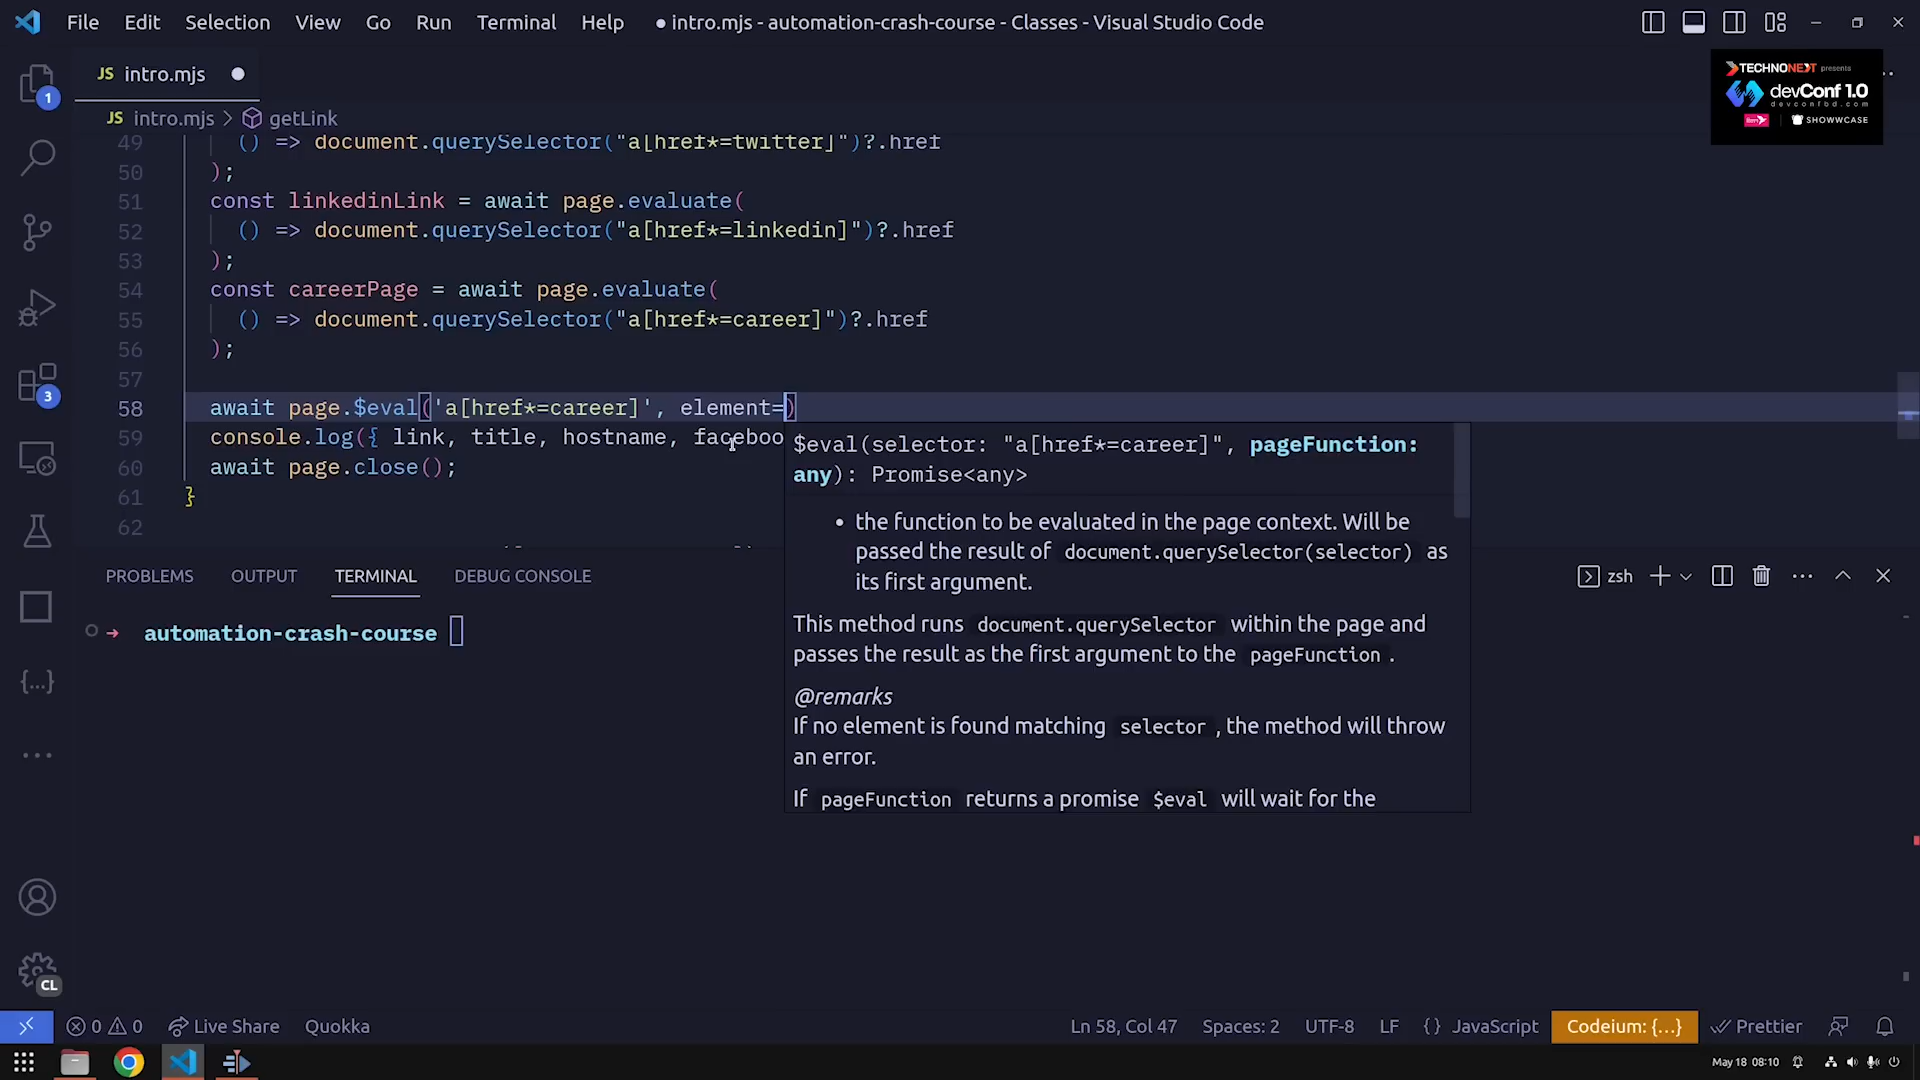 File Edit Selection View Go Run Terminal Help ● intro.mjs - automation-crash-course - Classes - Visual Studio Code
JS intro.mjs
TECHNONEXT presents
devConf 1.0
devconfbd.com
SHOWWCASE
JS intro.mjs > getLink
49 () => document.querySelector("a[href*=twitter]")?.href
50 );
51 const linkedinLink = await page.evaluate(
52 () => document.querySelector("a[href*=linkedin]")?.href
53 );
54 const careerPage = await page.evaluate(
55 () => document.querySelector("a[href*=career]")?.href
56 );
57
58 await page.$eval('a[href*=career]', element=)
59 console.log({ link, title, hostname, faceboo
60 await page.close();
61 }
62
$eval(selector: "a[href*=career]", pageFunction:
any): Promise<any>
• the function to be evaluated in the page context. Will be
passed the result of document.querySelector(selector) as
its first argument.
This method runs document.querySelector within the page and
passes the result as the first argument to the pageFunction .
@remarks
If no element is found matching selector , the method will throw
an error.
If pageFunction returns a promise $eval will wait for the
PROBLEMS OUTPUT TERMINAL DEBUG CONSOLE
zsh
automation-crash-course
1
3
CL
0 0 Live Share Quokka Ln 58, Col 47 Spaces: 2 UTF-8 LF {} JavaScript Codeium: {...} Prettier
May 18 08:10